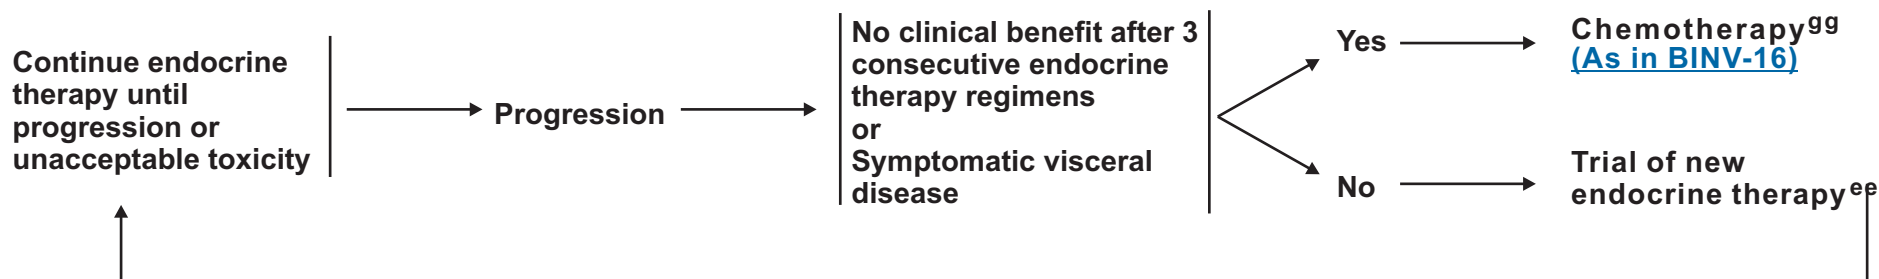 Continue endocrine
therapy until
progression or
unacceptable toxicity
Progression
No clinical benefit after 3
consecutive endocrine
therapy regimens
or
Symptomatic visceral
disease
Yes
Chemotherapygg
(As in BINV-16)
No
Trial of new
endocrine therapyee